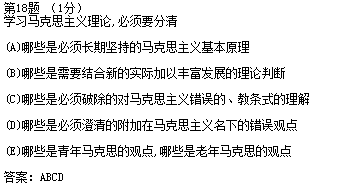 第18题 （1分）
学习马克思主义理论,必须要分清
(A)哪些是必须长期坚持的马克思主义基本原理
(B)哪些是需要结合新的实际加以丰富发展的理论判断
(C)哪些是必须破除的对马克思主义错误的、教条式的理解
(D)哪些是必须澄清的附加在马克思主义名下的错误观点
(E)哪些是青年马克思的观点,哪些是老年马克思的观点
答案：ABCD